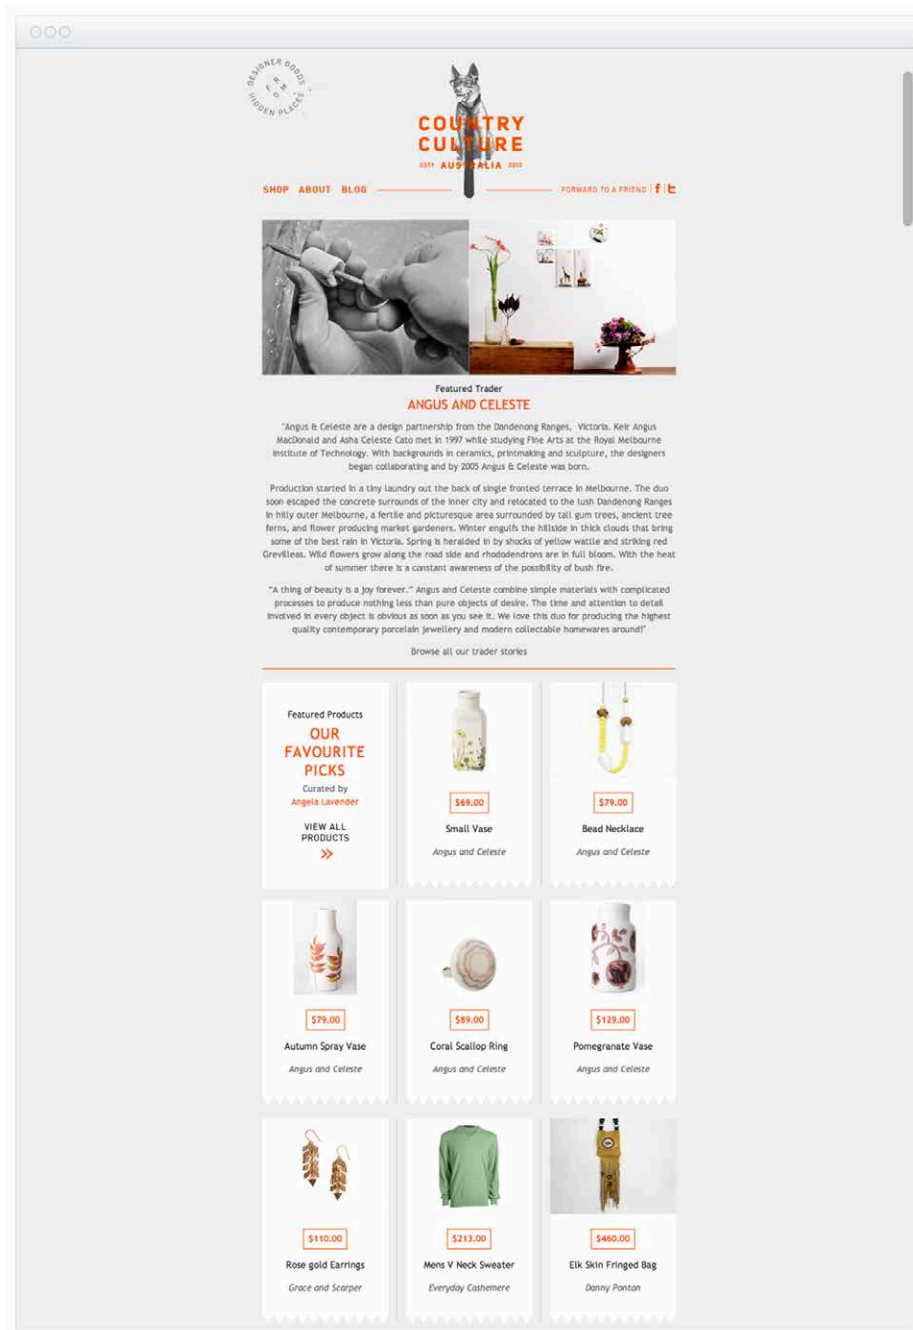 DESIGNER GOODS
FROM
HIDDEN PLACES
COUNTRY
CULTURE
ESTD AUSTRALIA 2012
SHOP ABOUT BLOG
FORWARD TO A FRIEND
Featured Trader
ANGUS AND CELESTE
"Angus & Celeste are a design partnership from the Dandenong Ranges, Victoria. Keir Angus
MacDonald and Asha Celeste Cato met in 1997 while studying Fine Arts at the Royal Melbourne
Institute of Technology. With backgrounds in ceramics, printmaking and sculpture, the designers
began collaborating and by 2005 Angus & Celeste was born.
Production started in a tiny laundry out the back of single fronted terrace in Melbourne. The duo
soon escaped the concrete surrounds of the inner city and relocated to the lush Dandenong Ranges
in hilly outer Melbourne, a fertile and picturesque area surrounded by tall gum trees, ancient tree
ferns, and flower producing market gardeners. Winter engulfs the hillside in thick clouds that bring
some of the best rain in Victoria. Spring is heralded in by shocks of yellow wattle and striking red
Grevilleas. Wild flowers grow along the road side and rhododendrons are in full bloom. With the heat
of summer there is a constant awareness of the possibility of bush fire.
"A thing of beauty is a joy forever." Angus and Celeste combine simple materials with complicated
processes to produce nothing less than pure objects of desire. The time and attention to detail
involved in every object is obvious as soon as you see it. We love this duo for producing the highest
quality contemporary porcelain jewellery and modern collectable homewares around!"
Browse all our trader stories
Featured Products
OUR
FAVOURITE
PICKS
Curated by
Angela Lavender
VIEW ALL
PRODUCTS
$69.00
Small Vase
Angus and Celeste
$79.00
Bead Necklace
Angus and Celeste
$79.00
Autumn Spray Vase
Angus and Celeste
$89.00
Coral Scallop Ring
Angus and Celeste
$129.00
Pomegranate Vase
Angus and Celeste
$110.00
Rose gold Earrings
Grace and Scarper
$213.00
Mens V Neck Sweater
Everyday Cashemere
$460.00
Elk Skin Fringed Bag
Danny Ponton